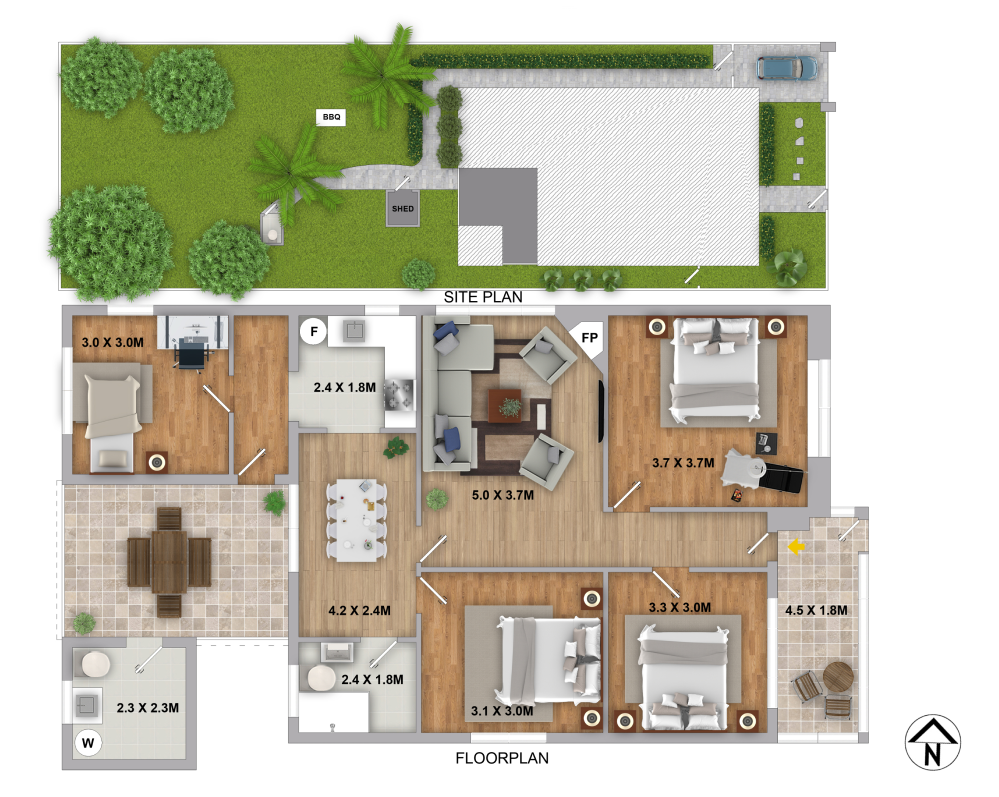 BBQ
SHED
SITE PLAN
3.0 X 3.0M
F
2.4 X 1.8M
FP
3.7 X 3.7M
5.0 X 3.7M
4.2 X 2.4M
3.3 X 3.0M
4.5 X 1.8M
2.4 X 1.8M
2.3 X 2.3M
3.1 X 3.0M
W
FLOORPLAN
N